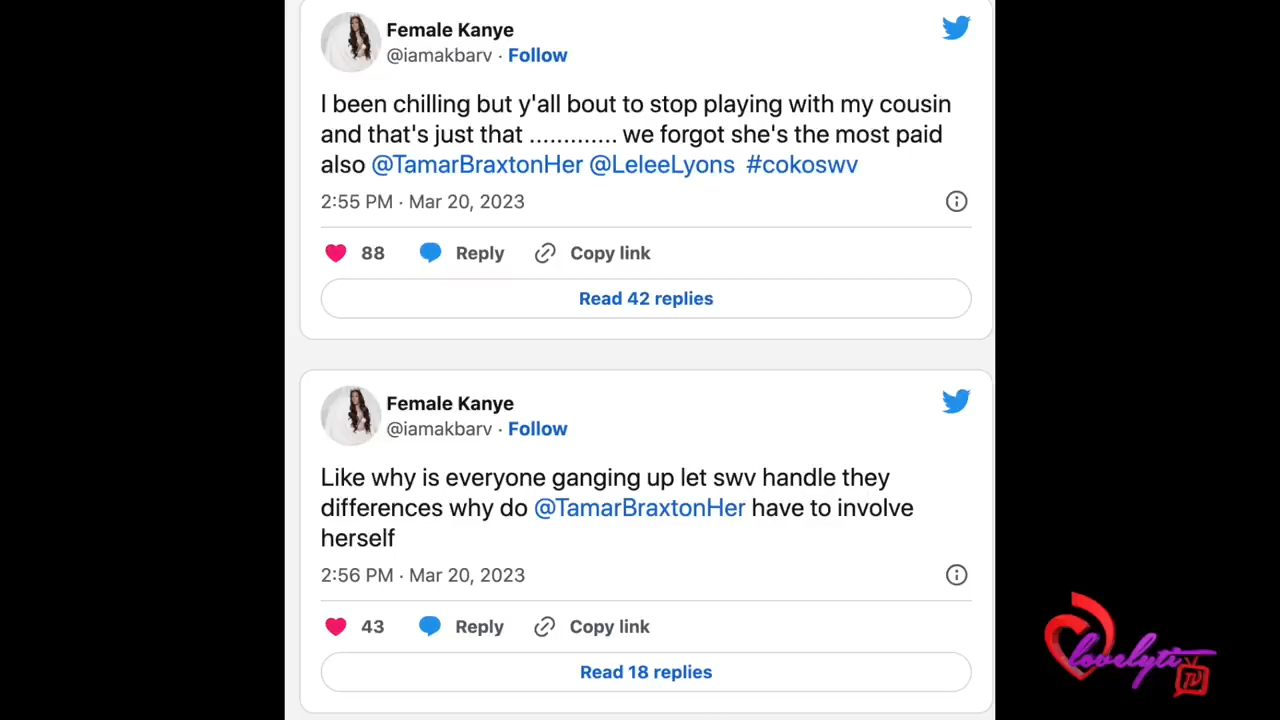 Female Kanye
@iamakbarv · Follow
I been chilling but y'all bout to stop playing with my cousin
and that's just that ............. we forgot she's the most paid
also @TamarBraxtonHer @LeleeLyons #cokoswv
2:55 PM · Mar 20, 2023
88 Reply Copy link
Read 42 replies
Female Kanye
@iamakbarv · Follow
Like why is everyone ganging up let swv handle they
differences why do @TamarBraxtonHer have to involve
herself
2:56 PM · Mar 20, 2023
43 Reply Copy link
Read 18 replies
lovelyti
TV